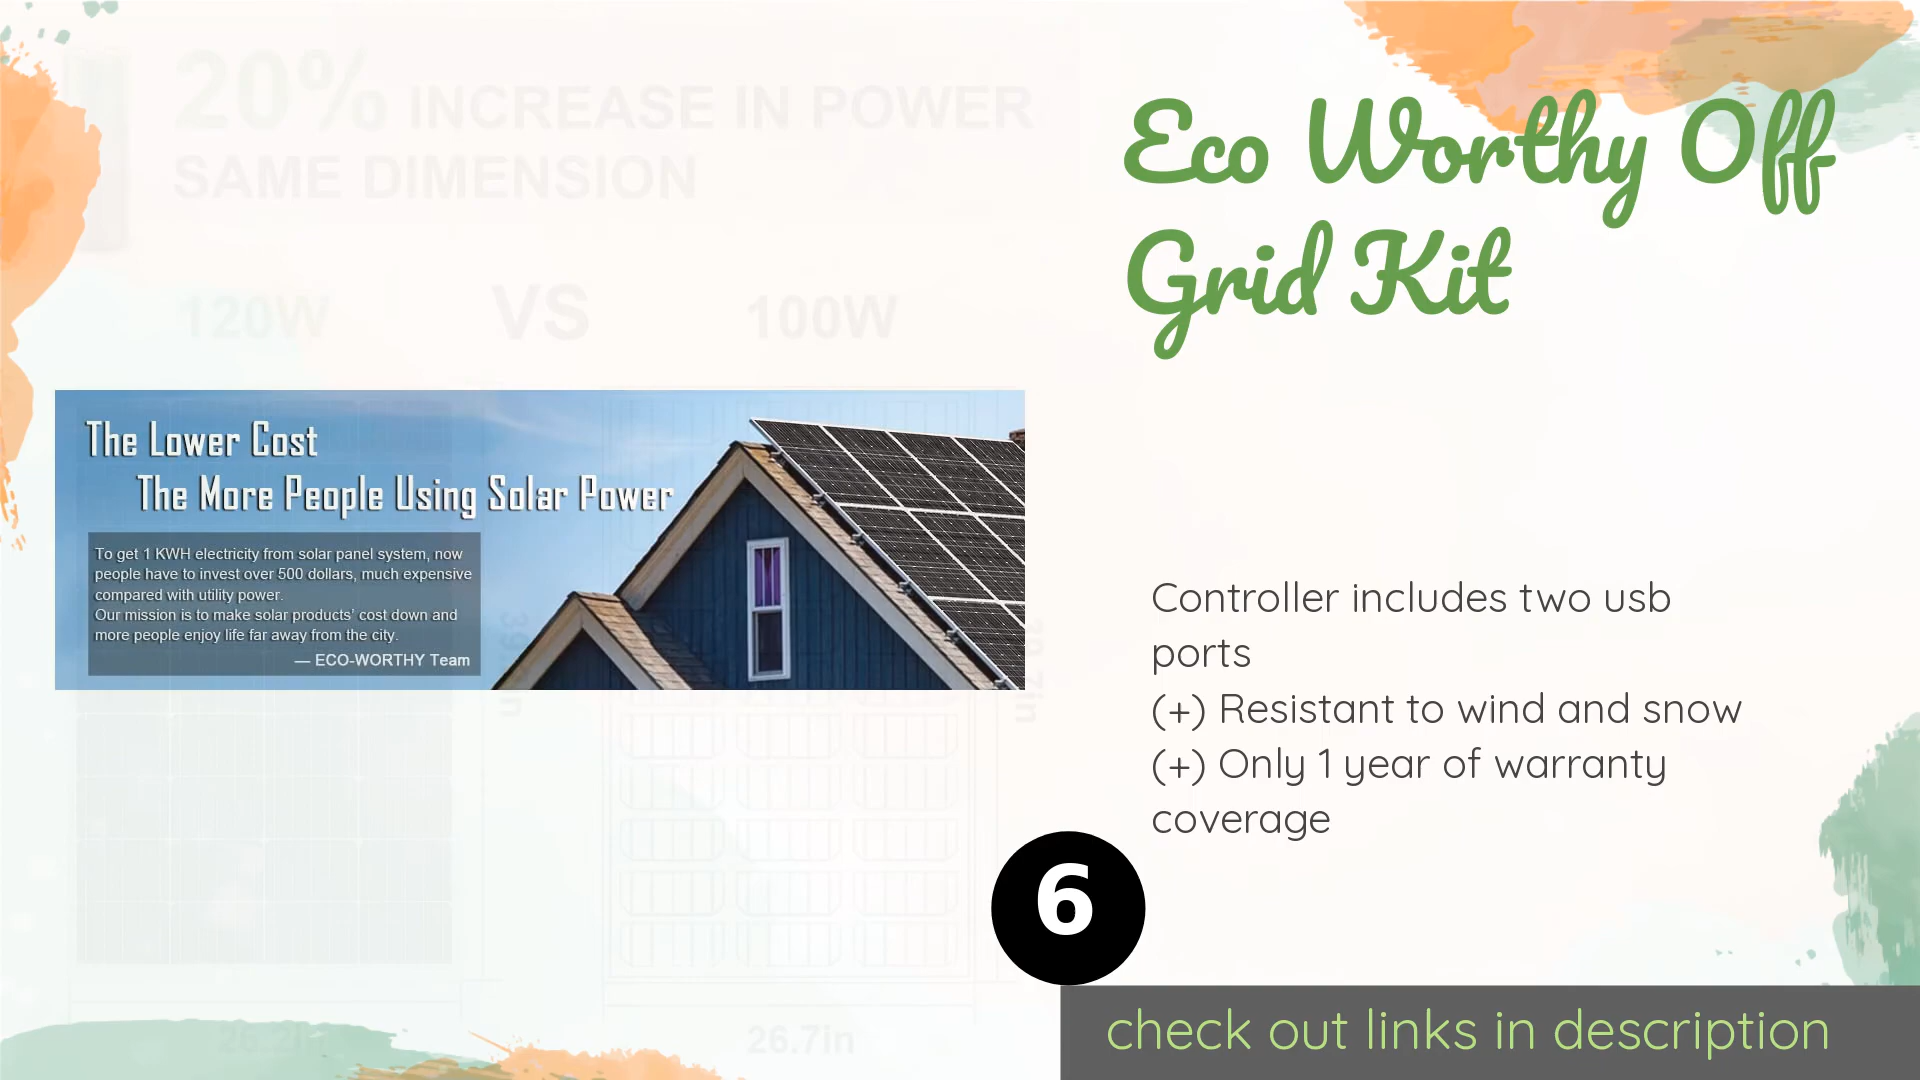 20% INCREASE IN POWER
SAME DIMENSION
120W VS 100W
Eco Worthy Off
Grid Kit
The Lower Cost
The More People Using Solar Power
To get 1 KWH electricity from solar panel system, now
people have to invest over 500 dollars, much expensive
compared with utility power.
Our mission is to make solar products' cost down and
more people enjoy life far away from the city.
— ECO-WORTHY Team
Controller includes two usb
ports
(+) Resistant to wind and snow
(+) Only 1 year of warranty
coverage
6
26.2in
26.7in
check out links in description